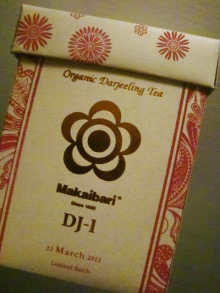 Organic Darjeeling Tea
Makaibari®
Since 1859
DJ-1
23 March 2012
Limited Batch